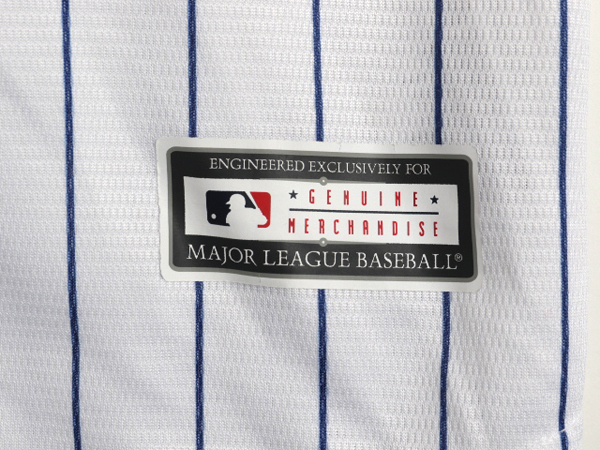 ENGINEERED EXCLUSIVELY FOR
★ GENUINE ★
MERCHANDISE
MAJOR LEAGUE BASEBALL®